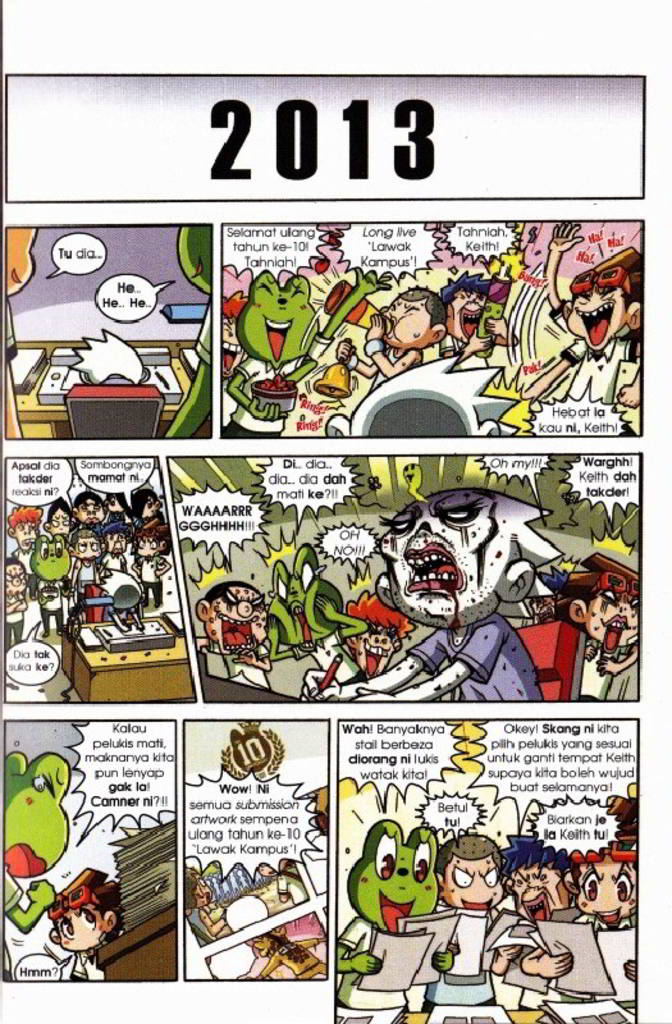 2013
Tu dia...
He...
He.. He..
Selamat ulang
tahun ke-10!
Tahniah!
Long live
'Lawak
Kampus'!
Tahniah,
Keith!
Ha!
Ha!
Ha!
Bang!
Pak
Ring!
Ring!
Hebat la
kau ni, Keith!
Apsal dia
takder
reaksi ni?
Sombongnya
mamat ni..
Dia tak
suka ke?
WAAAARRR
GGGHHHH!!!
Di.. dia..
dia.. dia dah
mati ke?!!
OH
NO!!!
Oh my!!!
Warghh!
Keith dah
takder!
Kalau
pelukis mati,
maknanya kita
pun lenyap
gak la!
Camner ni?!!
Hmm?
10
Wow! Ni
semua submission
artwork sempena
ulang tahun ke-10
'Lawak Kampus'!
Wah! Banyaknya
stail berbeza
diorang ni lukis
watak kita!
Okey! Skang ni kita
pilih pelukis yang sesuai
untuk ganti tempat Keith
supaya kita boleh wujud
buat selamanya!
Betul
tu!
Biarkan je
la Keith tu!